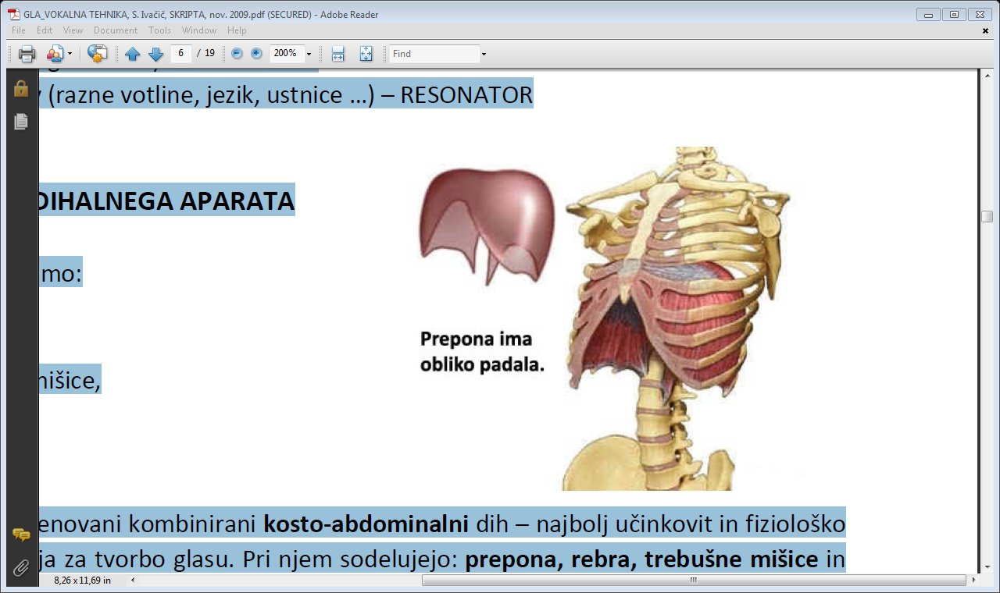 GLA_VOKALNA TEHNIKA, S. Ivačič, SKRIPTA, nov. 2009.pdf (SECURED) - Adobe Reader
File Edit View Document Tools Window Help
6 / 19 200% Find
(razne votline, jezik, ustnice …) – RESONATOR
DIHALNEGA APARATA
mo:
Prepona ima
obliko padala.
mišice,
enovani kombinirani kosto-abdominalni dih – najbolj učinkovit in fiziološko
ja za tvorbo glasu. Pri njem sodelujejo: prepona, rebra, trebušne mišice in
8,26 x 11,69 in